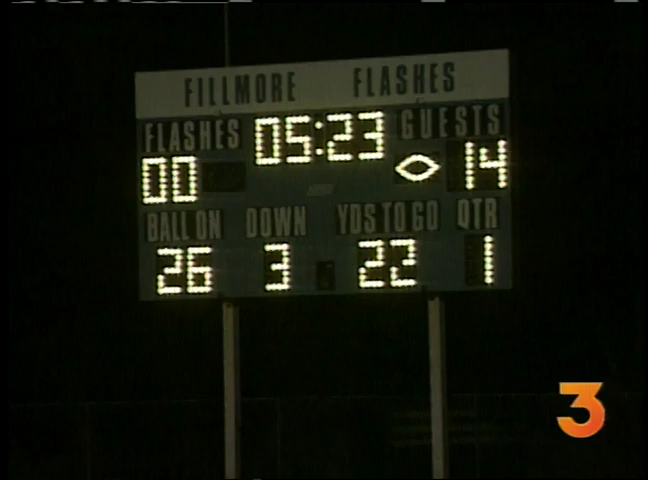 FILLMORE FLASHES
FLASHES 05:23 GUESTS
00 14
BALL ON DOWN YDS TO GO QTR
26 3 22 1
3